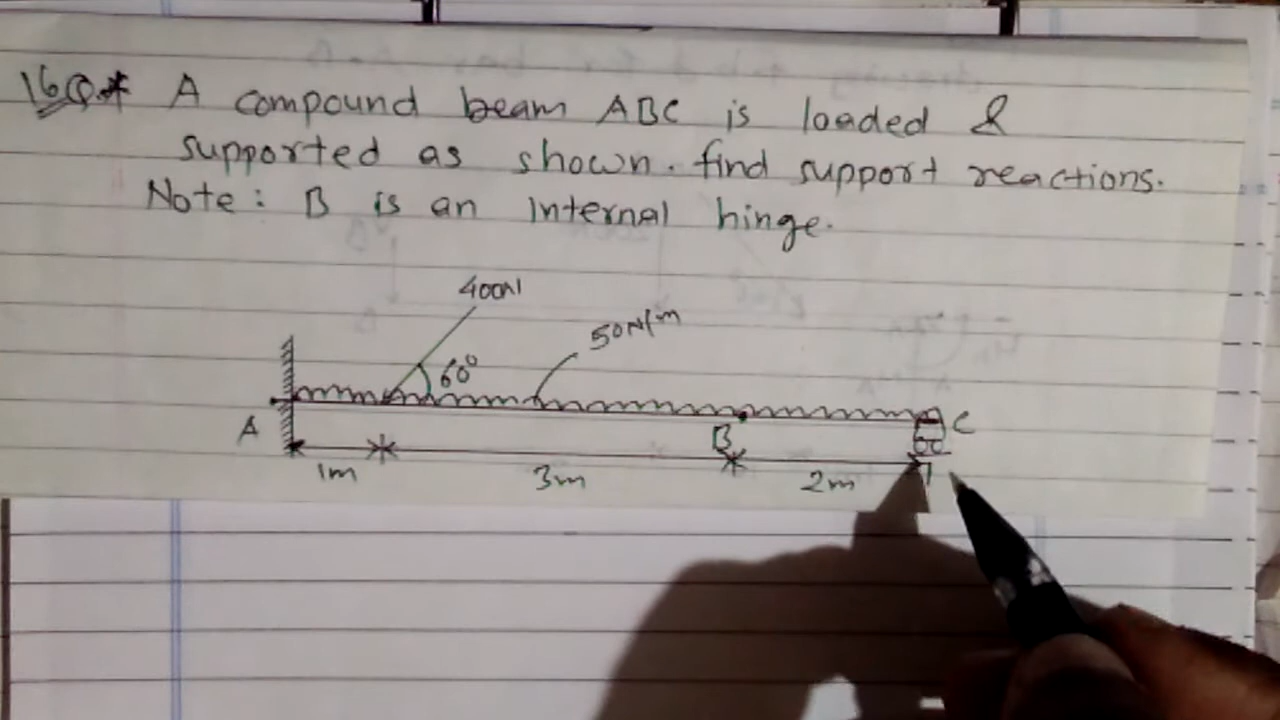 16Q* A compound beam ABC is loaded &
supported as shown. find support reactions.
Note: B is an internal hinge.
400N
50N/m
60°
A
B
C
1m
3m
2m